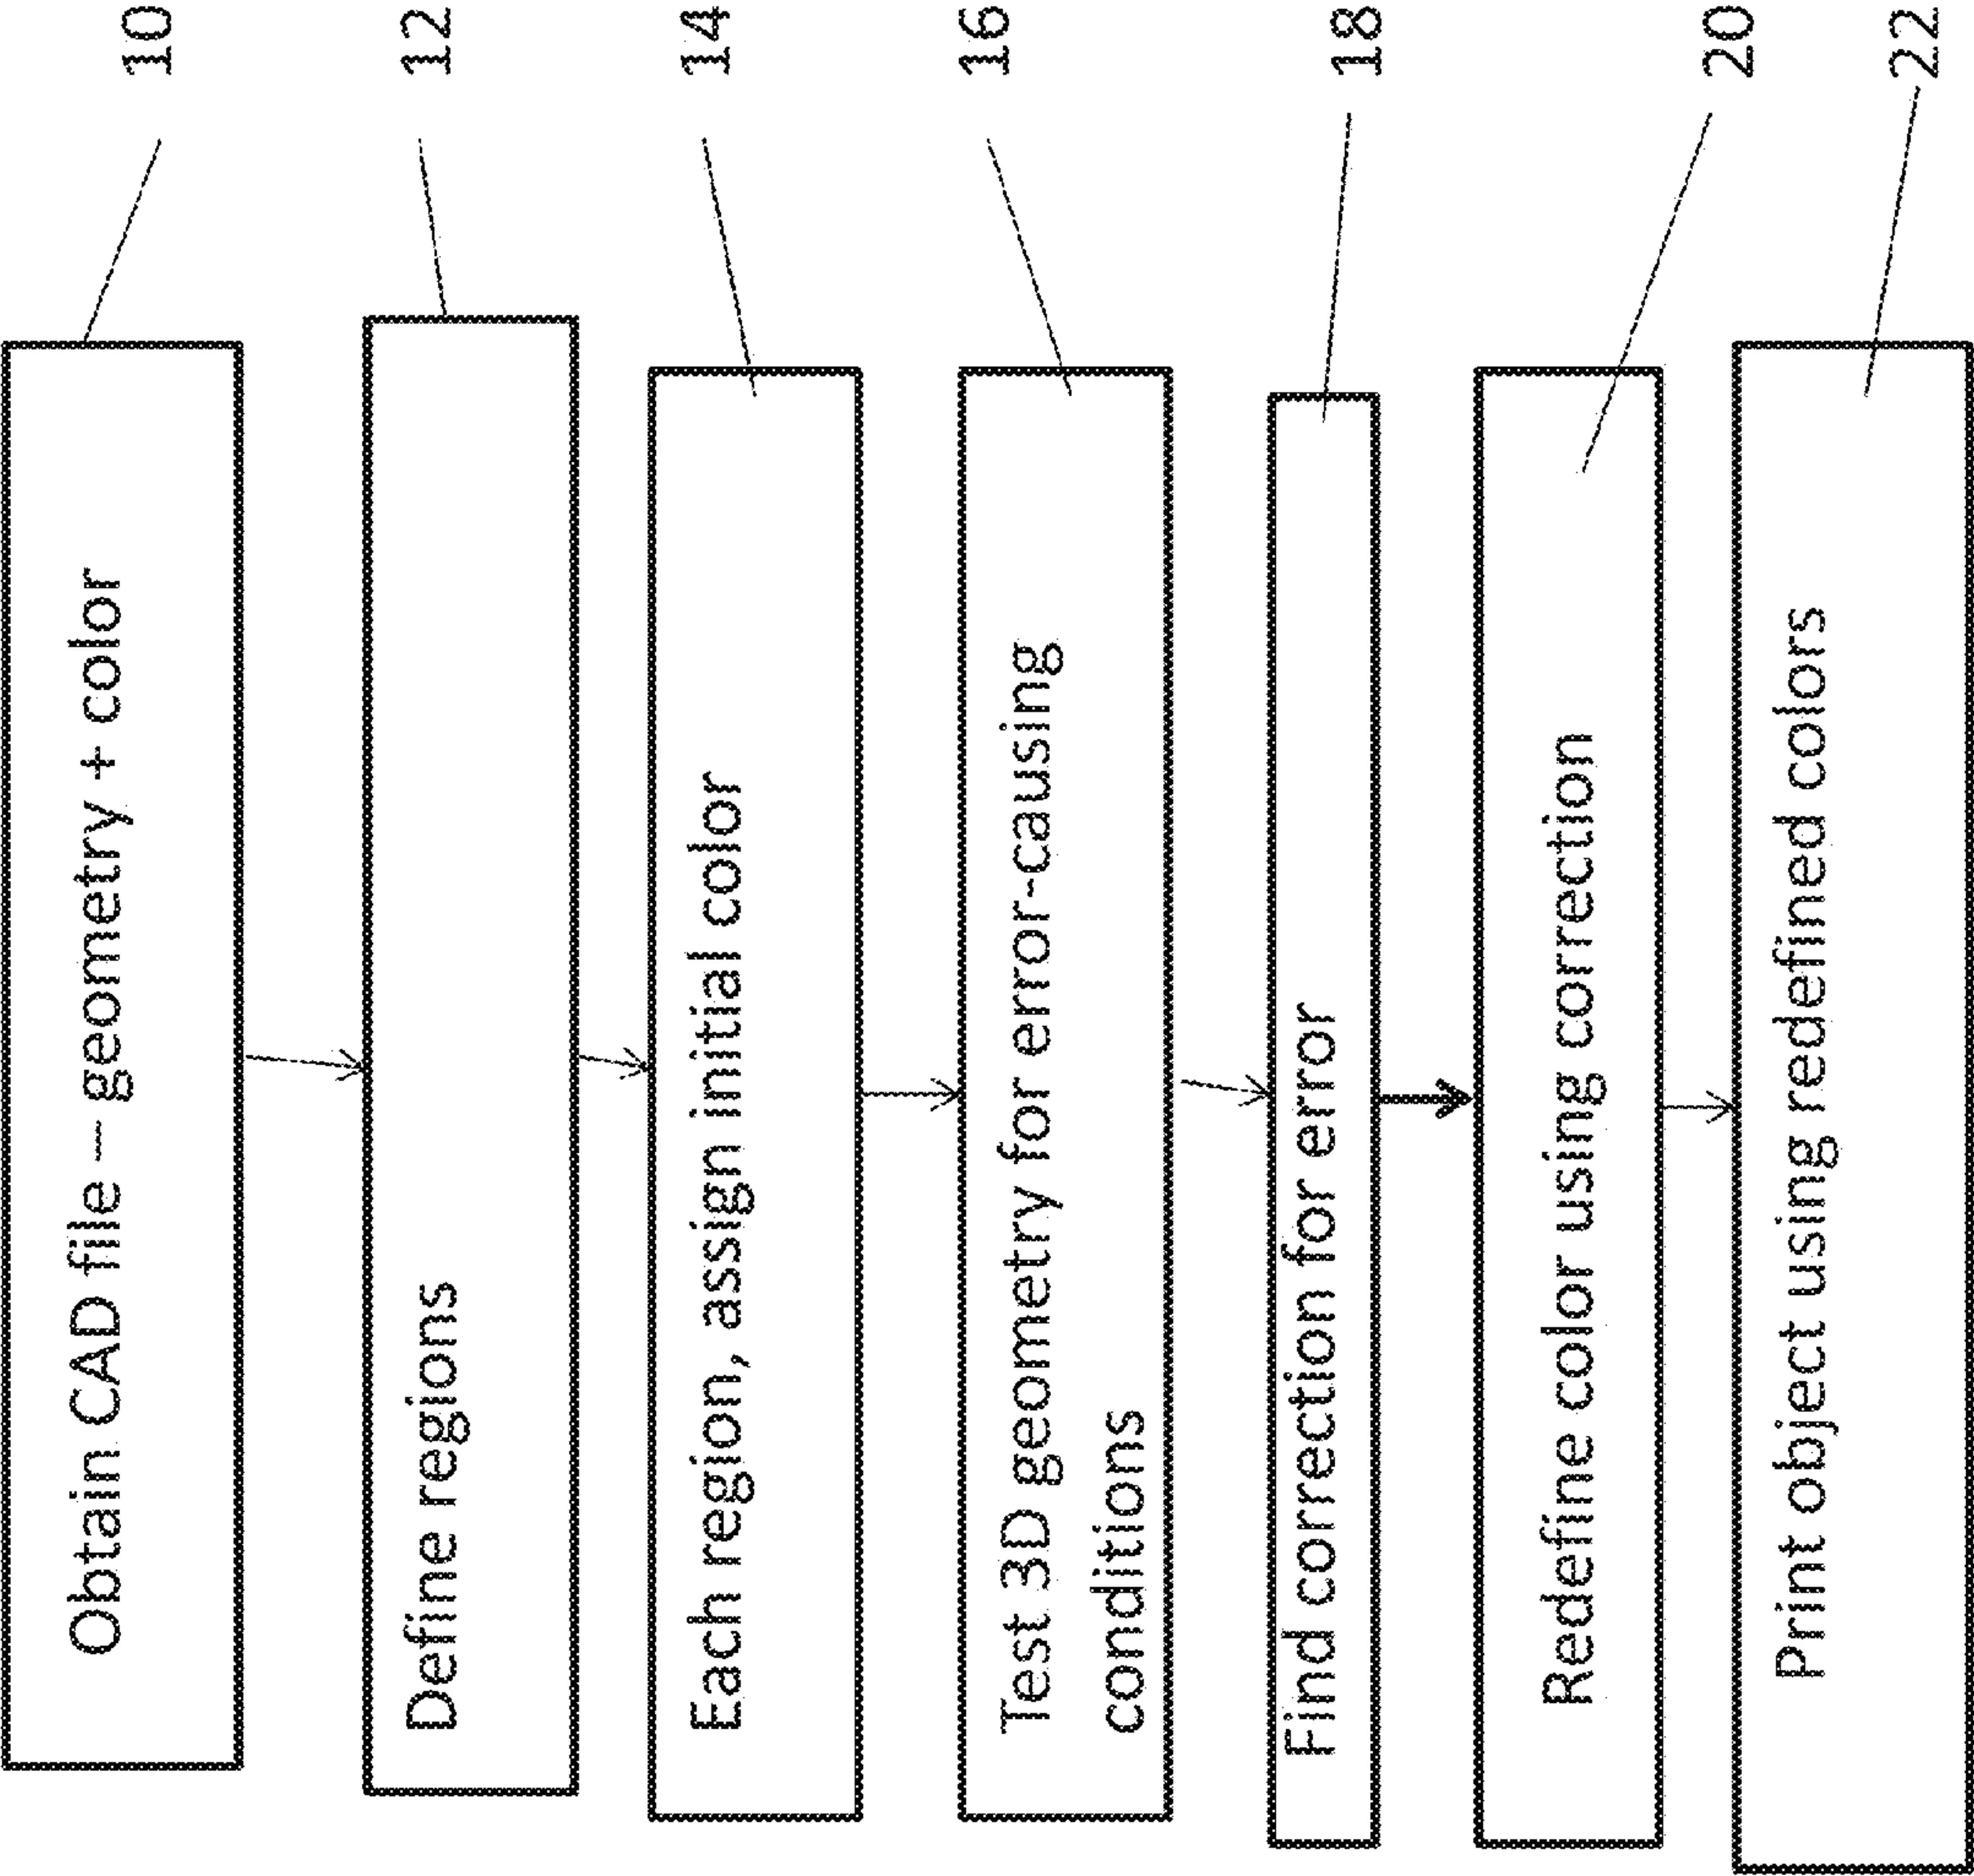 Obtain CAD file – geometry + color
10
Define regions
12
Each region, assign initial color
14
Test 3D geometry for error-causing
conditions
16
Find correction for error
18
Redefine color using correction
20
Print object using redefined colors
22